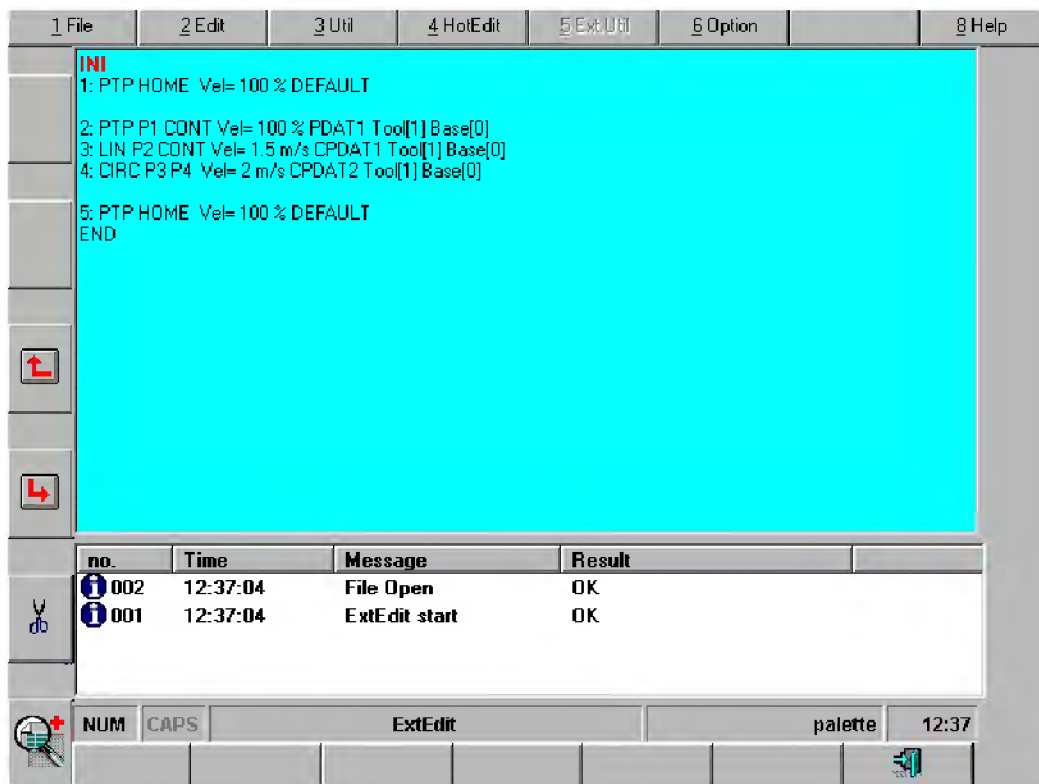 1 File 2 Edit 3 Util 4 HotEdit 5 Ext.Util 6 Option 8 Help
INI
1: PTP HOME Vel= 100 % DEFAULT
2: PTP P1 CONT Vel= 100 % PDAT1 Tool[1] Base[0]
3: LIN P2 CONT Vel= 1.5 m/s CPDAT1 Tool[1] Base[0]
4: CIRC P3 P4 Vel= 2 m/s CPDAT2 Tool[1] Base[0]
5: PTP HOME Vel= 100 % DEFAULT
END
no. Time Message Result
002 12:37:04 File Open OK
001 12:37:04 ExtEdit start OK
NUM CAPS ExtEdit palette 12:37